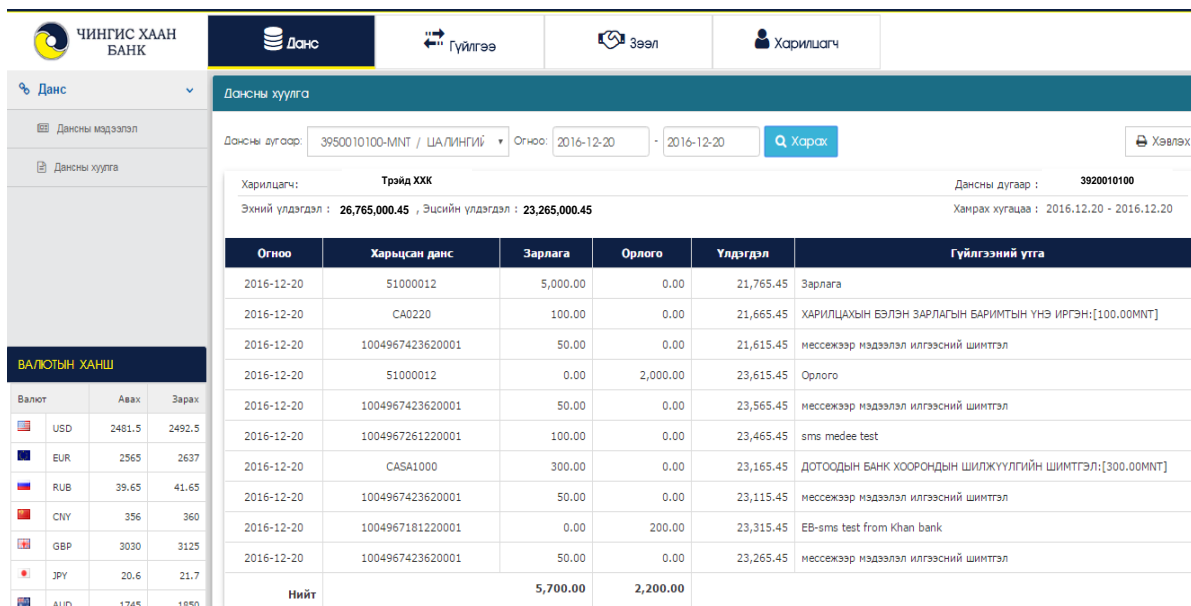 ЧИНГИС ХААН
БАНК
Данс
Гүйлгээ
Зээл
Харилцагч
Данс
Дансны мэдээлэл
Дансны хуулга
Дансны хуулга
Дансны дугаар: 3950010100-MNT / ЦАЛИНГИЙ Огноо: 2016-12-20 - 2016-12-20 Харах Хэвлэх
Харилцагч: Трэйд ХХК Дансны дугаар : 3920010100
Эхний үлдэгдэл : 26,765,000.45 , Эцсийн үлдэгдэл : 23,265,000.45 Хамрах хугацаа : 2016.12.20 - 2016.12.20
Огноо Харьцсан данс Зарлага Орлого Үлдэгдэл Гүйлгээний утга
2016-12-20 51000012 5,000.00 0.00 21,765.45 Зарлага
2016-12-20 CA0220 100.00 0.00 21,665.45 ХАРИЛЦАХЫН БЭЛЭН ЗАРЛАГЫН БАРИМТЫН ҮНЭ ИРГЭН:[100.00MNT]
2016-12-20 1004967423620001 50.00 0.00 21,615.45 мессежээр мэдээлэл илгээсний шимтгэл
2016-12-20 51000012 0.00 2,000.00 23,615.45 Орлого
2016-12-20 1004967423620001 50.00 0.00 23,565.45 мессежээр мэдээлэл илгээсний шимтгэл
2016-12-20 1004967261220001 100.00 0.00 23,465.45 sms medee test
2016-12-20 CASA1000 300.00 0.00 23,165.45 ДОТООДЫН БАНК ХООРОНДЫН ШИЛЖҮҮЛГИЙН ШИМТГЭЛ:[300.00MNT]
2016-12-20 1004967423620001 50.00 0.00 23,115.45 мессежээр мэдээлэл илгээсний шимтгэл
2016-12-20 1004967181220001 0.00 200.00 23,315.45 EB-sms test from Khan bank
2016-12-20 1004967423620001 50.00 0.00 23,265.45 мессежээр мэдээлэл илгээсний шимтгэл
Нийт 5,700.00 2,200.00
ВАЛЮТЫН ХАНШ
Валют Авах Зарах
USD 2481.5 2492.5
EUR 2565 2637
RUB 39.65 41.65
CNY 356 360
GBP 3030 3125
JPY 20.6 21.7
AUD 1745 1850